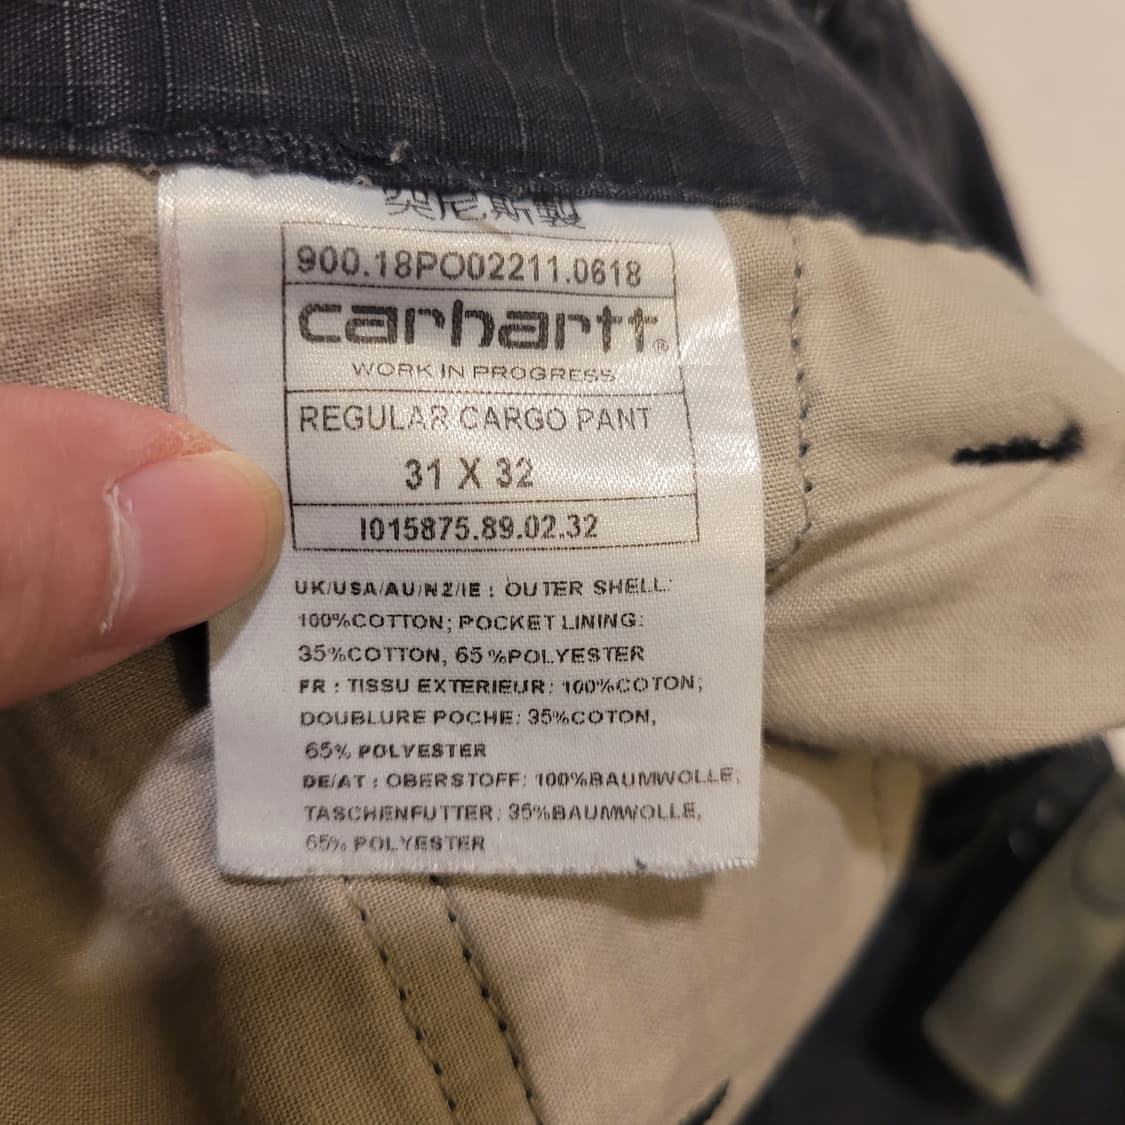 突尼斯製
900.18PO02211.0618
carhartt®
WORK IN PROGRESS
REGULAR CARGO PANT
31 X 32
I015875.89.02.32
UK/USA/AU/NZ/IE : OUTER SHELL:
100%COTTON; POCKET LINING:
35%COTTON, 65%POLYESTER
FR : TISSU EXTERIEUR: 100%COTON;
DOUBLURE POCHE: 35%COTON,
65% POLYESTER
DE/AT : OBERSTOFF: 100%BAUMWOLLE,
TASCHENFUTTER: 35%BAUMWOLLE,
65% POLYESTER